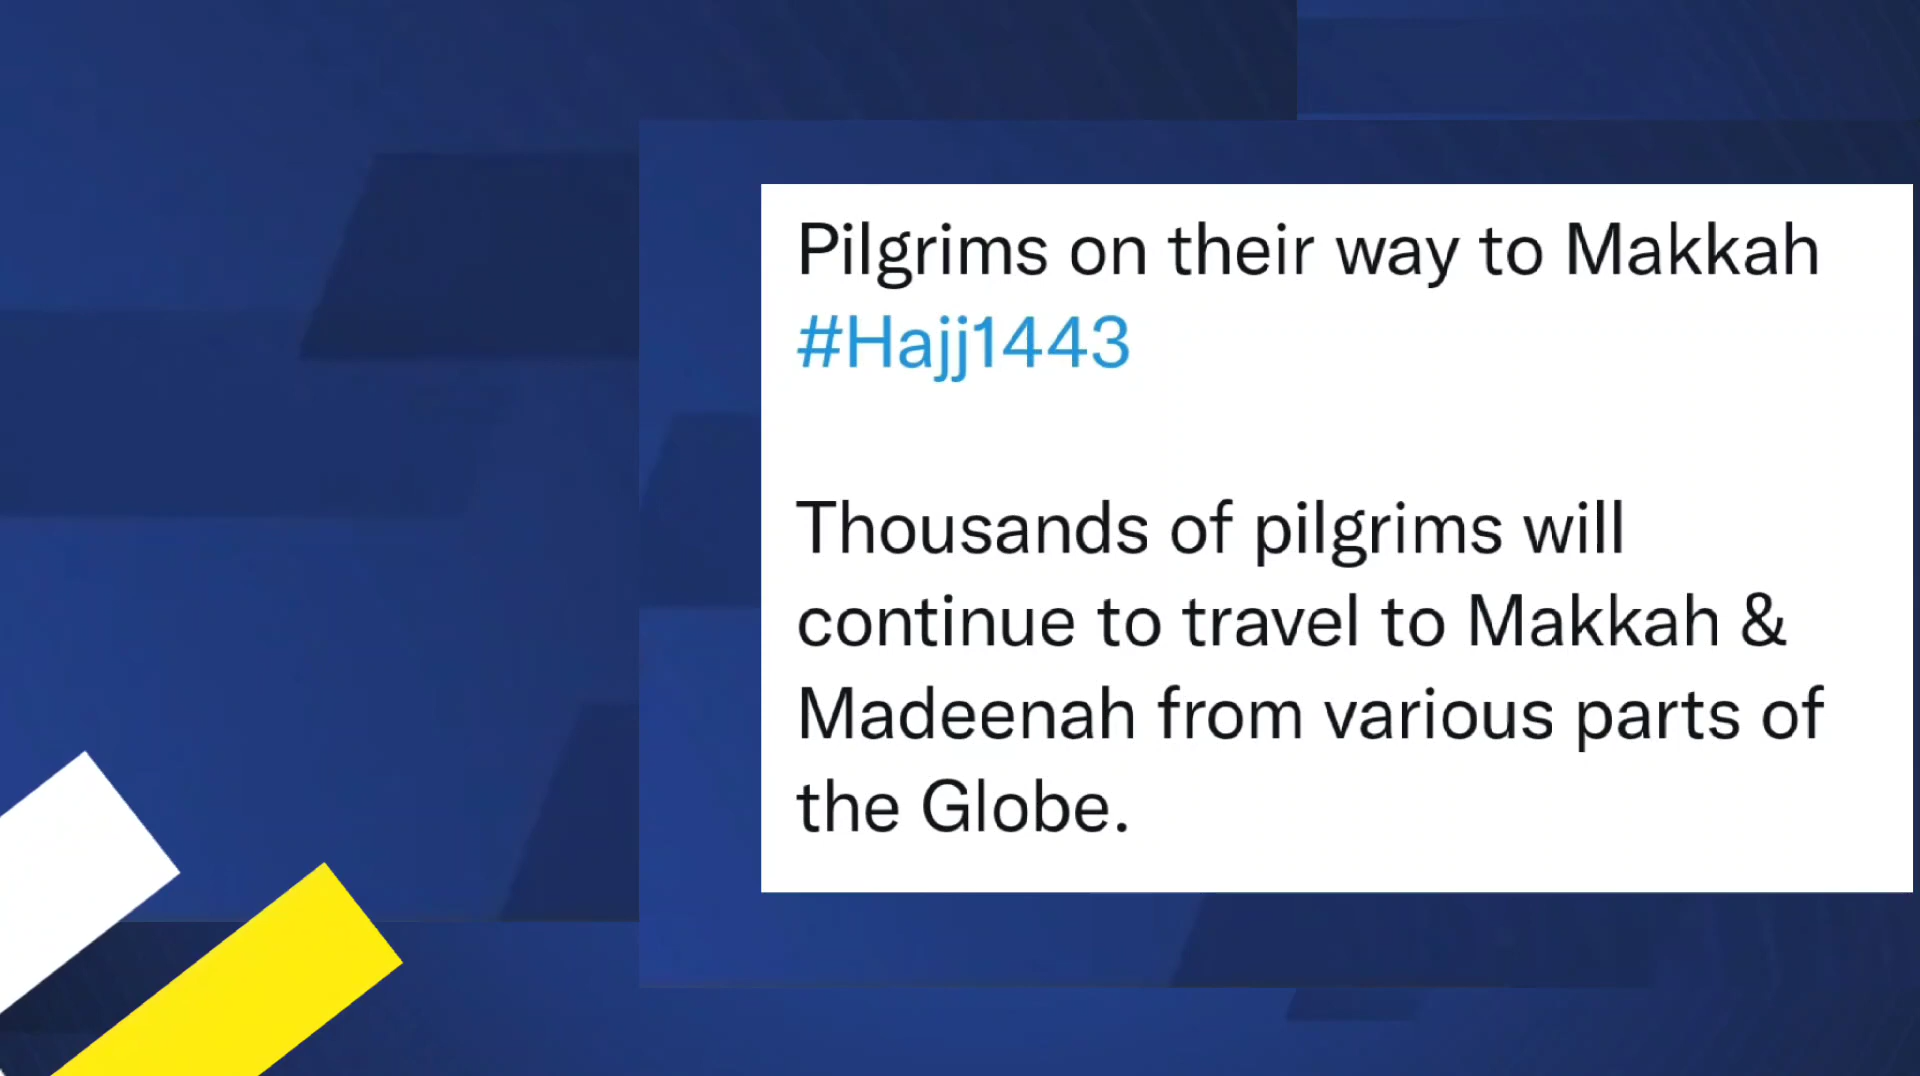 Pilgrims on their way to Makkah
#Hajj1443
Thousands of pilgrims will
continue to travel to Makkah &
Madeenah from various parts of
the Globe.